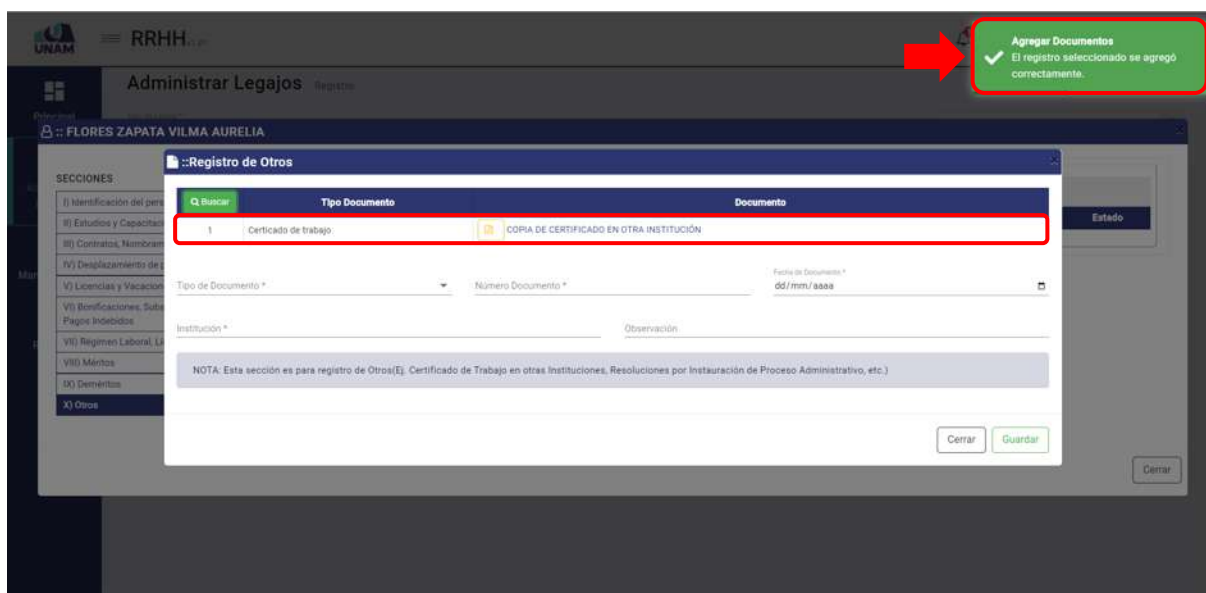 UNAM
RRHH
Agregar Documentos
El registro seleccionado se agregó
correctamente.
Administrar Legajos Registro
Principal
:: FLORES ZAPATA VILMA AURELIA
::Registro de Otros
SECCIONES
I) Identificación del pers
II) Estudios y Capacitaci
III) Contratos, Nombram
IV) Desplazamiento de p
V) Licencias y Vacacion
VI) Bonificaciones, Subs
Pagos Indebidos
VII) Régimen Laboral, Li
VIII) Méritos
IX) Deméritos
X) Otros
Buscar Tipo Documento Documento
Estado
1 Certicado de trabajo COPIA DE CERTIFICADO EN OTRA INSTITUCIÓN
Fecha de Documento *
Tipo de Documento * Número Documento * dd/mm/aaaa
Institución * Observación
NOTA: Esta sección es para registro de Otros(Ej. Certificado de Trabajo en otras Instituciones, Resoluciones por Instauración de Proceso Administrativo, etc.)
Cerrar Guardar
Cerrar